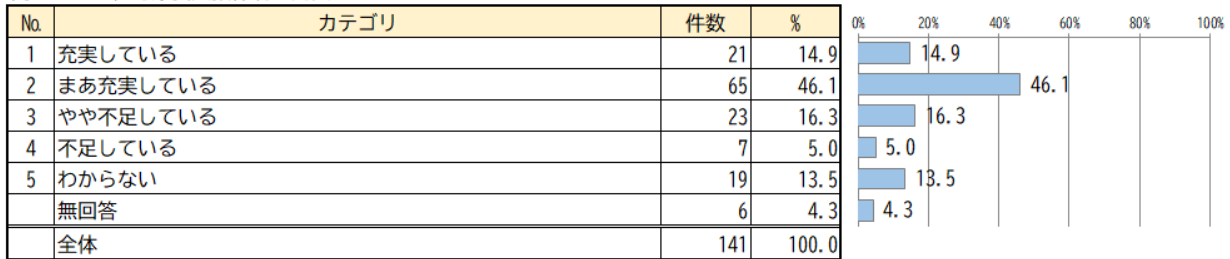 No. カテゴリ 件数 % 0% 20% 40% 60% 80% 100%
1 充実している 21 14.9 14.9
2 まあ充実している 65 46.1 46.1
3 やや不足している 23 16.3 16.3
4 不足している 7 5.0 5.0
5 わからない 19 13.5 13.5
無回答 6 4.3 4.3
全体 141 100.0